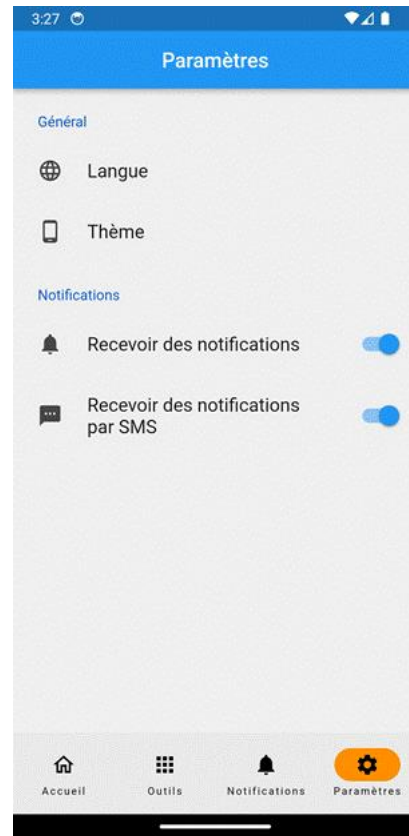 3:27
Paramètres
Général
Langue
Thème
Notifications
Recevoir des notifications
Recevoir des notifications
par SMS
Accueil
Outils
Notifications
Paramètres